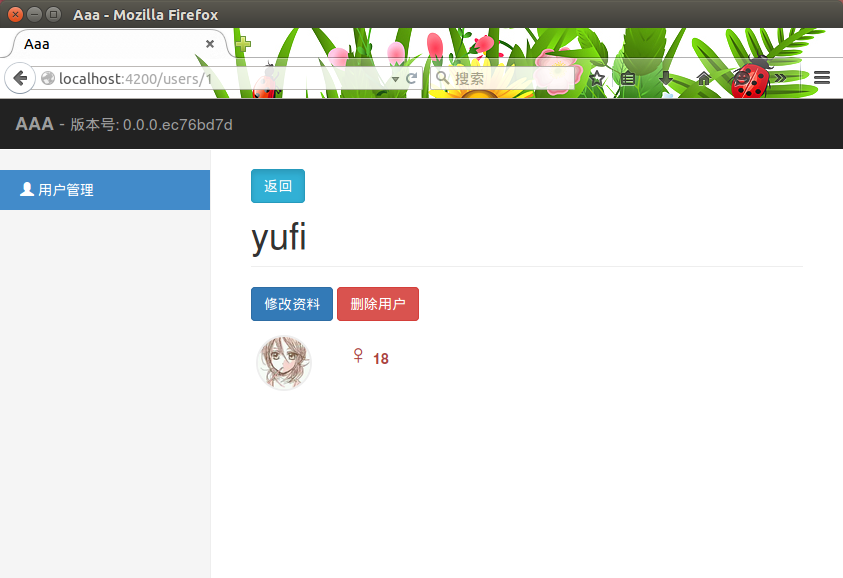 Aaa - Mozilla Firefox
Aaa
localhost:4200/users/1
搜索
AAA - 版本号: 0.0.0.ec76bd7d
用户管理
返回
yufi
修改资料 删除用户
♀ 18